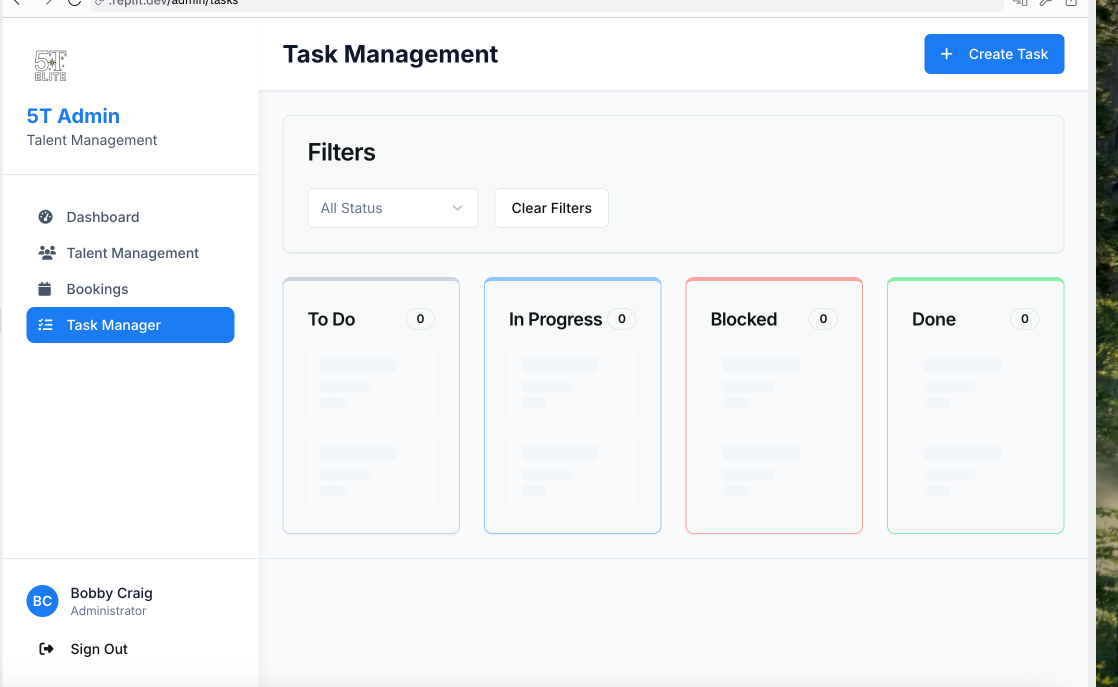 .replit.dev/admin/tasks
5T
ELITE
5T Admin
Talent Management
Dashboard
Talent Management
Bookings
Task Manager
Bobby Craig
BC
Administrator
Sign Out
Task Management
+ Create Task
Filters
All Status
Clear Filters
To Do 0
In Progress 0
Blocked 0
Done 0